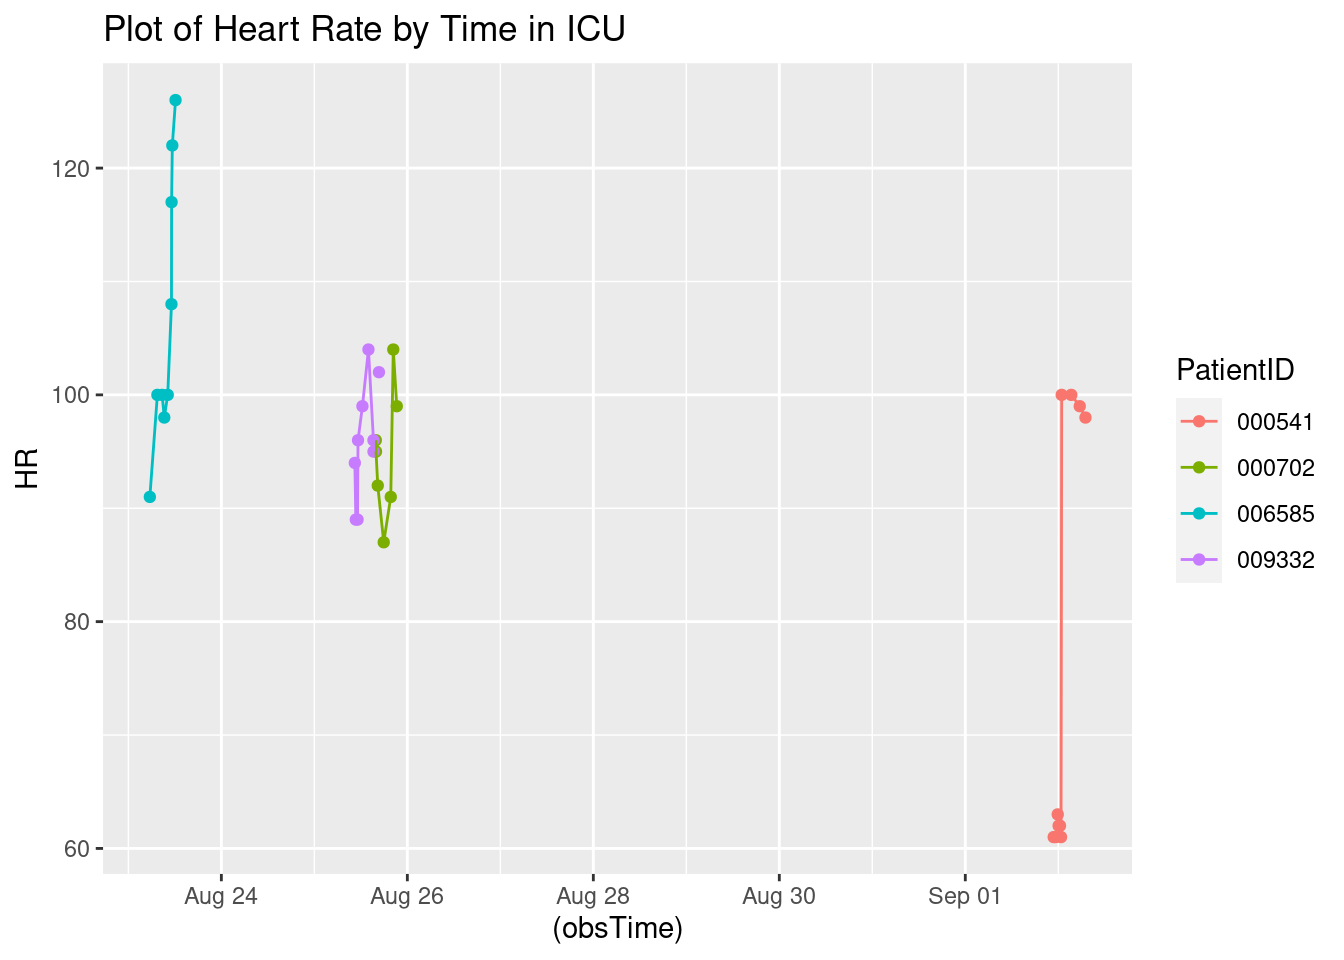 Plot of Heart Rate by Time in ICU
120
100
80
60
HR
Aug 24 Aug 26 Aug 28 Aug 30 Sep 01
(obsTime)
PatientID
000541
000702
006585
009332